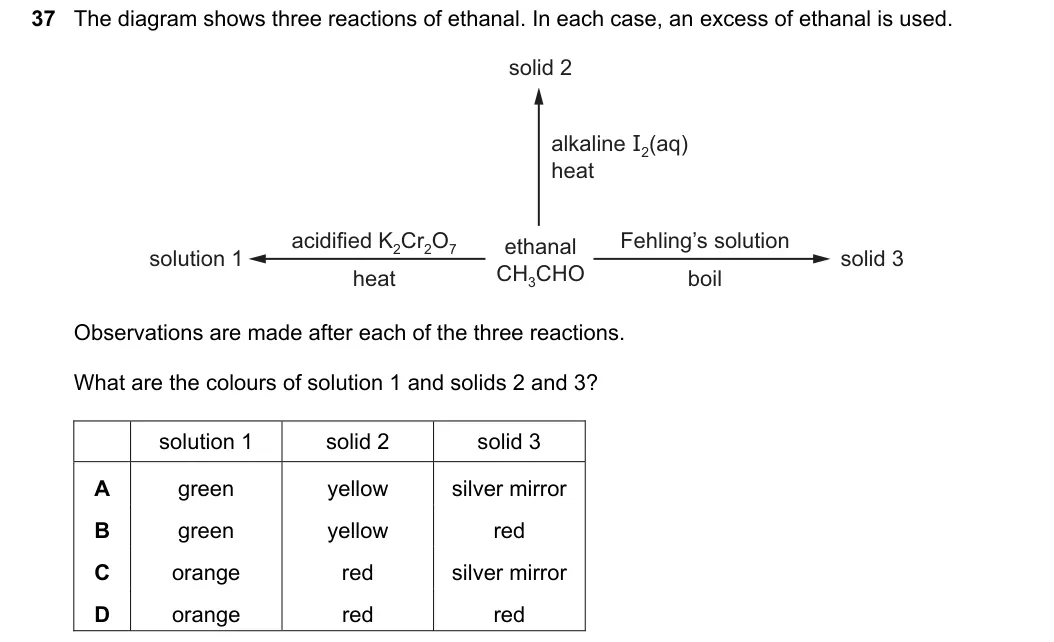 37 The diagram shows three reactions of ethanal. In each case, an excess of ethanal is used.
solid 2
alkaline I₂(aq)
heat
solution 1
acidified K₂Cr₂O₇
heat
ethanal
CH₃CHO
Fehling’s solution
boil
solid 3
Observations are made after each of the three reactions.
What are the colours of solution 1 and solids 2 and 3?
solution 1 solid 2 solid 3
A green yellow silver mirror
B green yellow red
C orange red silver mirror
D orange red red